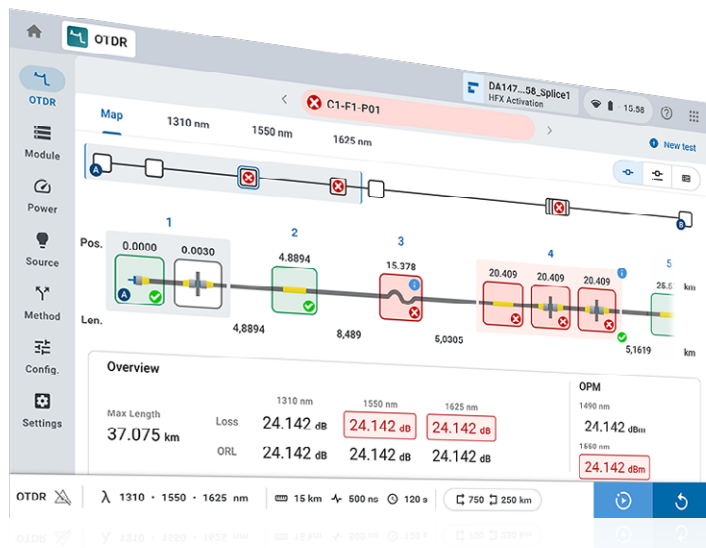 OTDR
DA147...58_Splice1
HFX Activation
15.58
C1-F1-P01
OTDR
Module
Power
Source
Method
Config.
Settings
Map
1310 nm
1550 nm
1625 nm
New test
A
B
1
2
3
4
5
Pos.
0.0000
0.0030
4.8894
15.378
20.409
20.409
20.409
km
A
Len.
4,8894
8,489
5,0305
5,1619
km
Overview
1310 nm
1550 nm
1625 nm
Max Length
37.075 km
Loss
24.142 dB
24.142 dB
24.142 dB
ORL
24.142 dB
24.142 dB
24.142 dB
OPM
1490 nm
24.142 dBm
24.142 dBm
OTDR
λ 1310 · 1550 · 1625 nm
15 km
500 ns
120 s
750
250 km